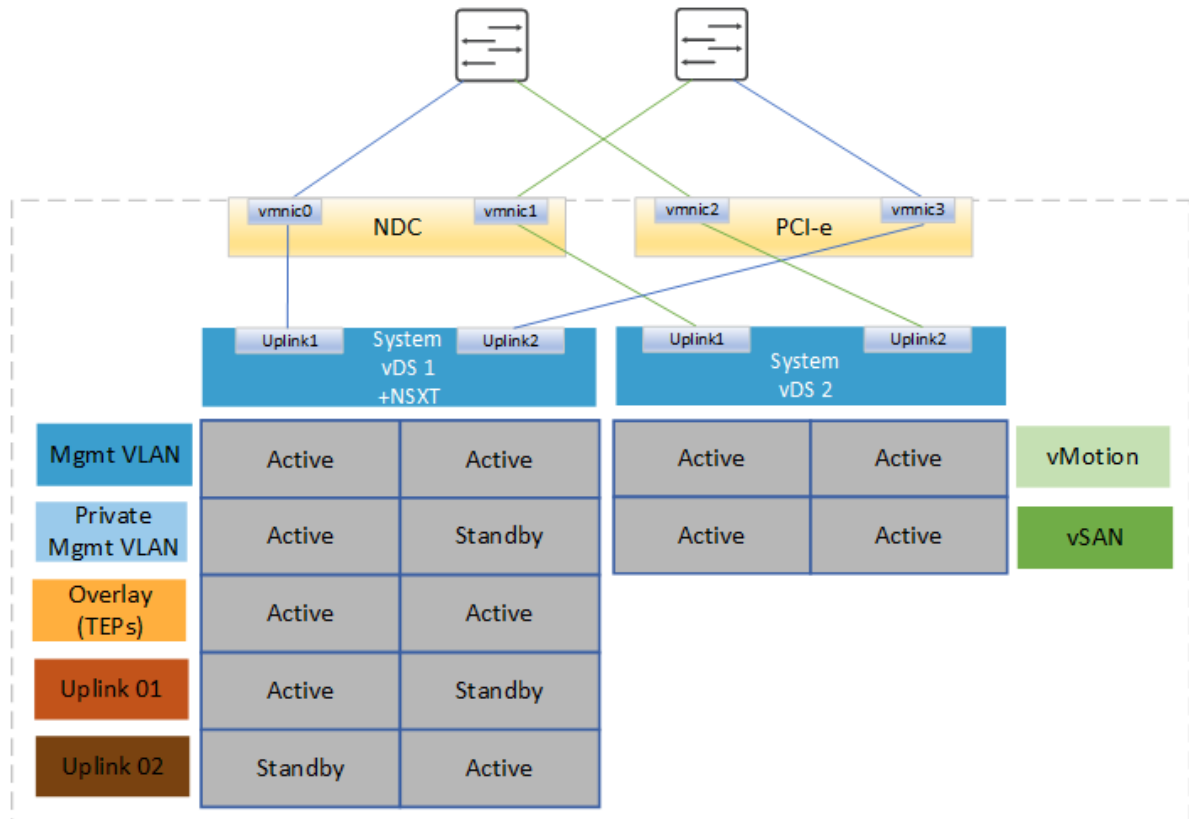 vmnic0
NDC
vmnic1
vmnic2
PCI-e
vmnic3
Uplink1
System
vDS 1
+NSXT
Uplink2
Uplink1
System
vDS 2
Uplink2
Mgmt VLAN
Active
Active
Active
Active
vMotion
Private
Mgmt VLAN
Active
Standby
Active
Active
vSAN
Overlay
(TEPs)
Active
Active
Uplink 01
Active
Standby
Uplink 02
Standby
Active